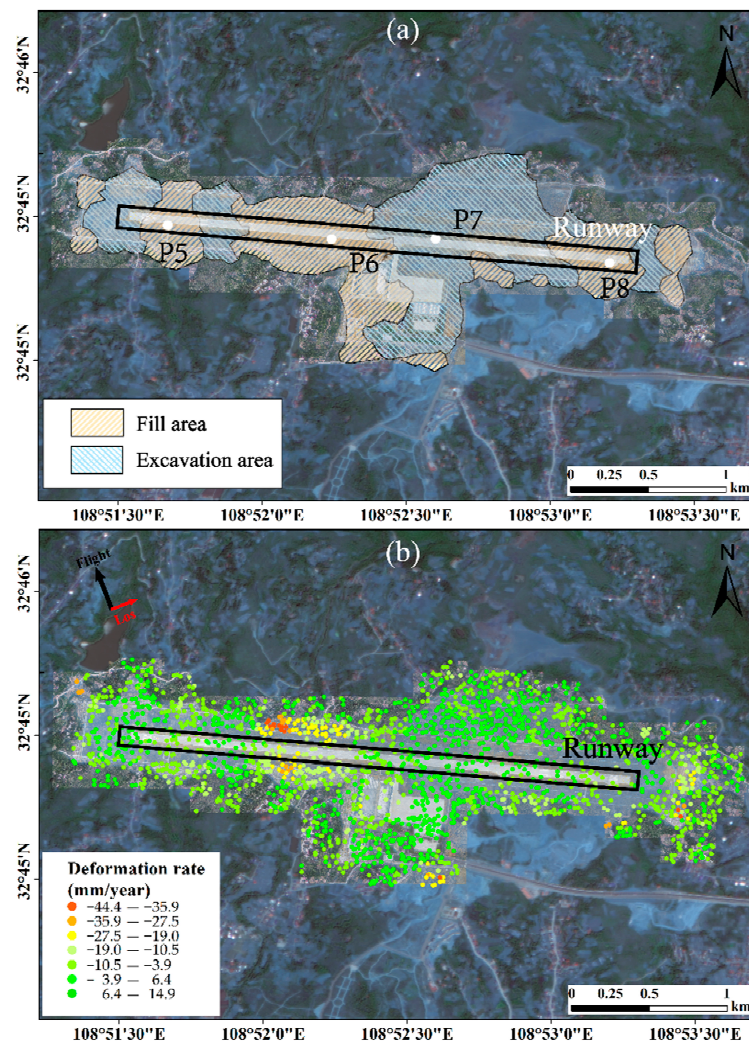 (a)
N
32°46'N
32°45'N
32°45'N
P5
P6
P7
Runway
P8
Fill area
Excavation area
0 0.25 0.5 1
km
108°51'30"E 108°52'0"E 108°52'30"E 108°53'0"E 108°53'30"E
(b)
N
Flight
Los
32°46'N
32°45'N
32°45'N
Runway
Deformation rate
(mm/year)
−44.4 — −35.9
−35.9 — −27.5
−27.5 — −19.0
−19.0 — −10.5
−10.5 — −3.9
− 3.9 — 6.4
6.4 — 14.9
0 0.25 0.5 1
km
108°51'30"E 108°52'0"E 108°52'30"E 108°53'0"E 108°53'30"E